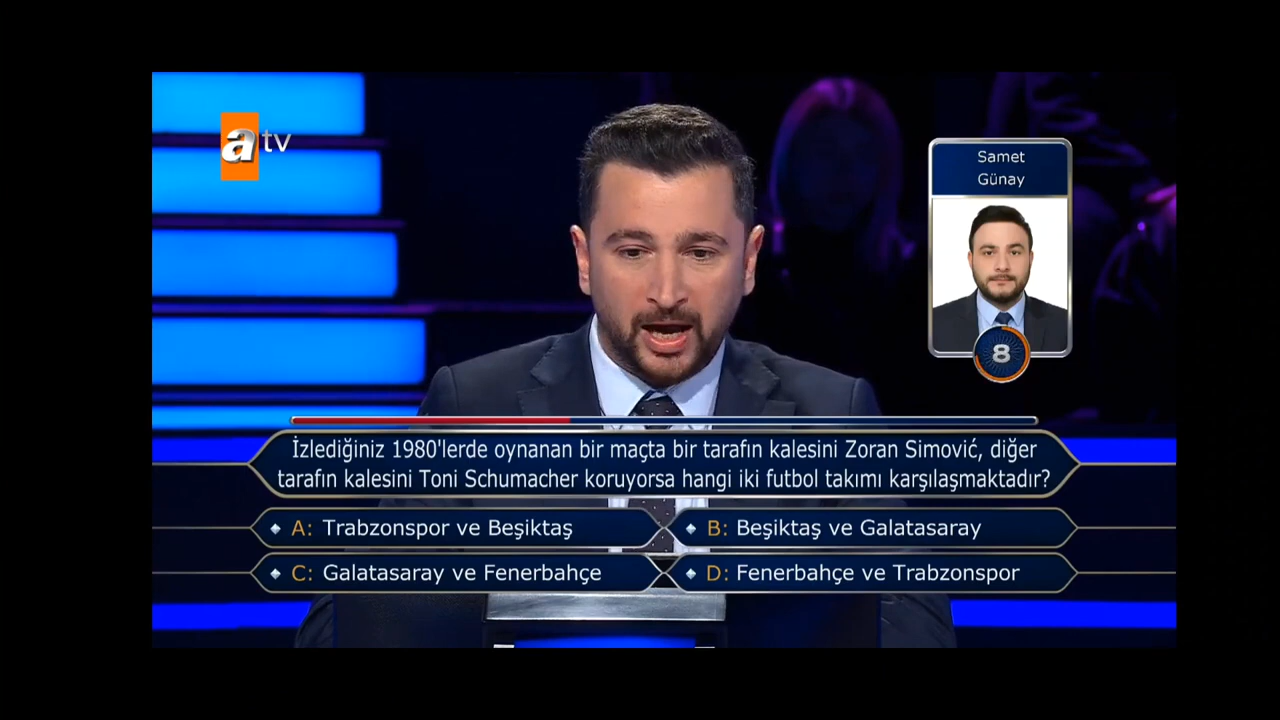 atv
Samet
Günay
8
İzlediğiniz 1980'lerde oynanan bir maçta bir tarafın kalesini Zoran Simović, diğer
tarafın kalesini Toni Schumacher koruyorsa hangi iki futbol takımı karşılaşmaktadır?
A: Trabzonspor ve Beşiktaş
B: Beşiktaş ve Galatasaray
C: Galatasaray ve Fenerbahçe
D: Fenerbahçe ve Trabzonspor